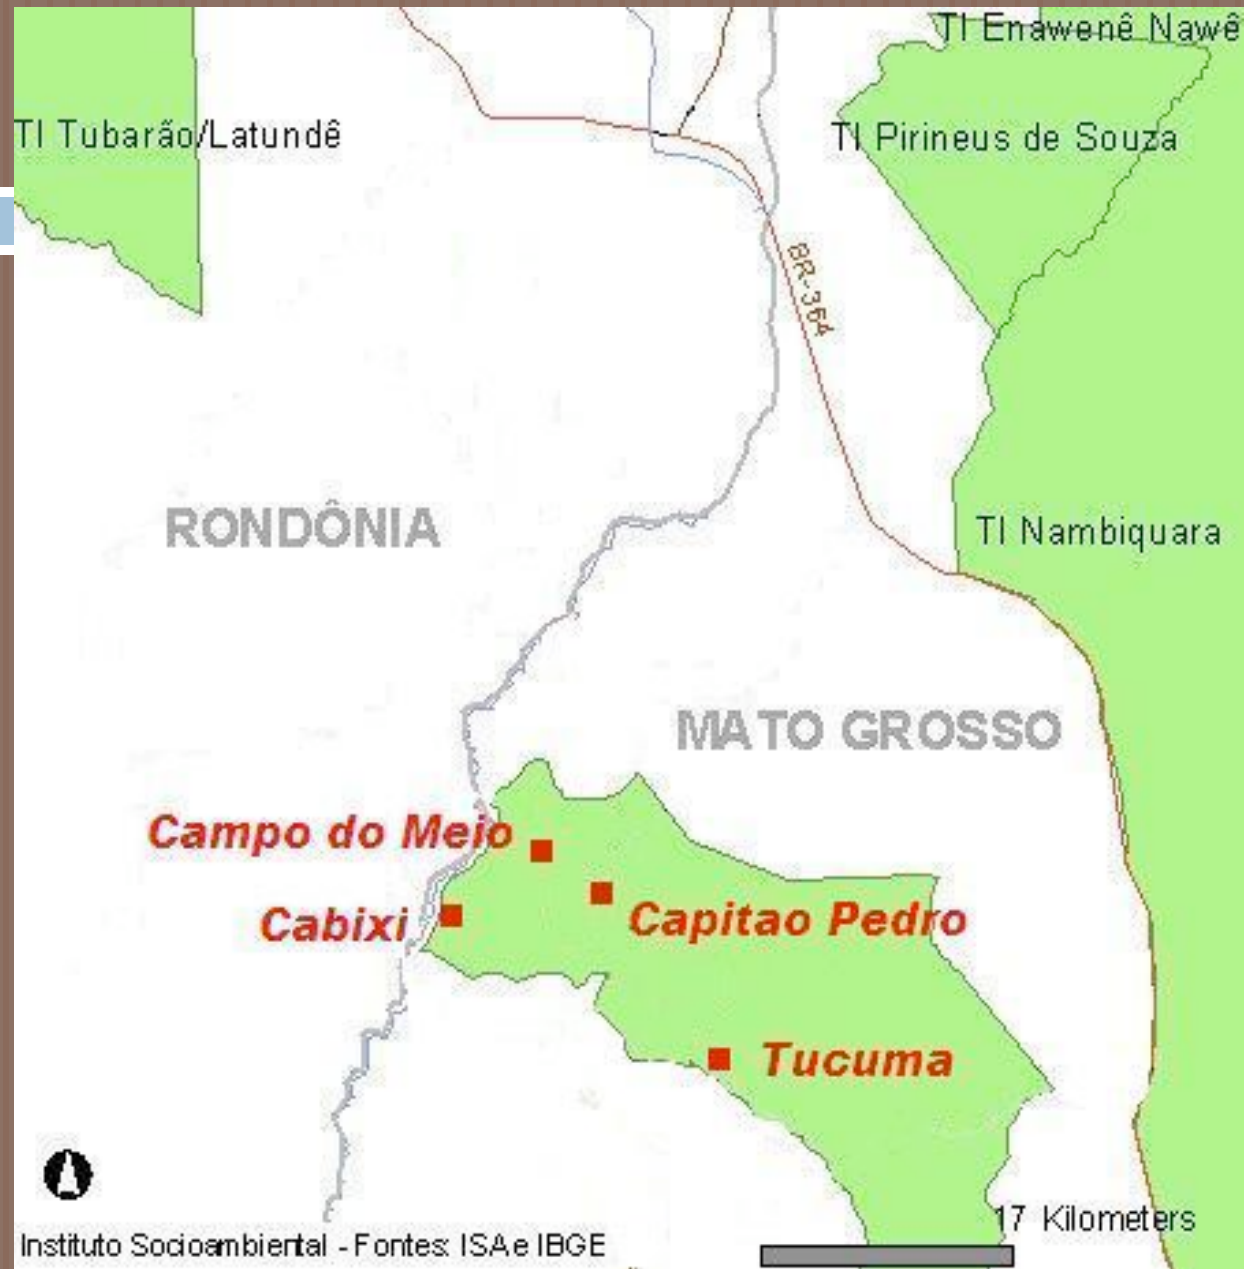 TI Enawenê Nawê
TI Tubarão/Latundê
TI Pirineus de Souza
BR-364
RONDÔNIA
TI Nambiquara
MATO GROSSO
Campo do Meio
Cabixi
Capitao Pedro
Tucuma
17 Kilometers
Instituto Socioambiental - Fontes: ISA e IBGE